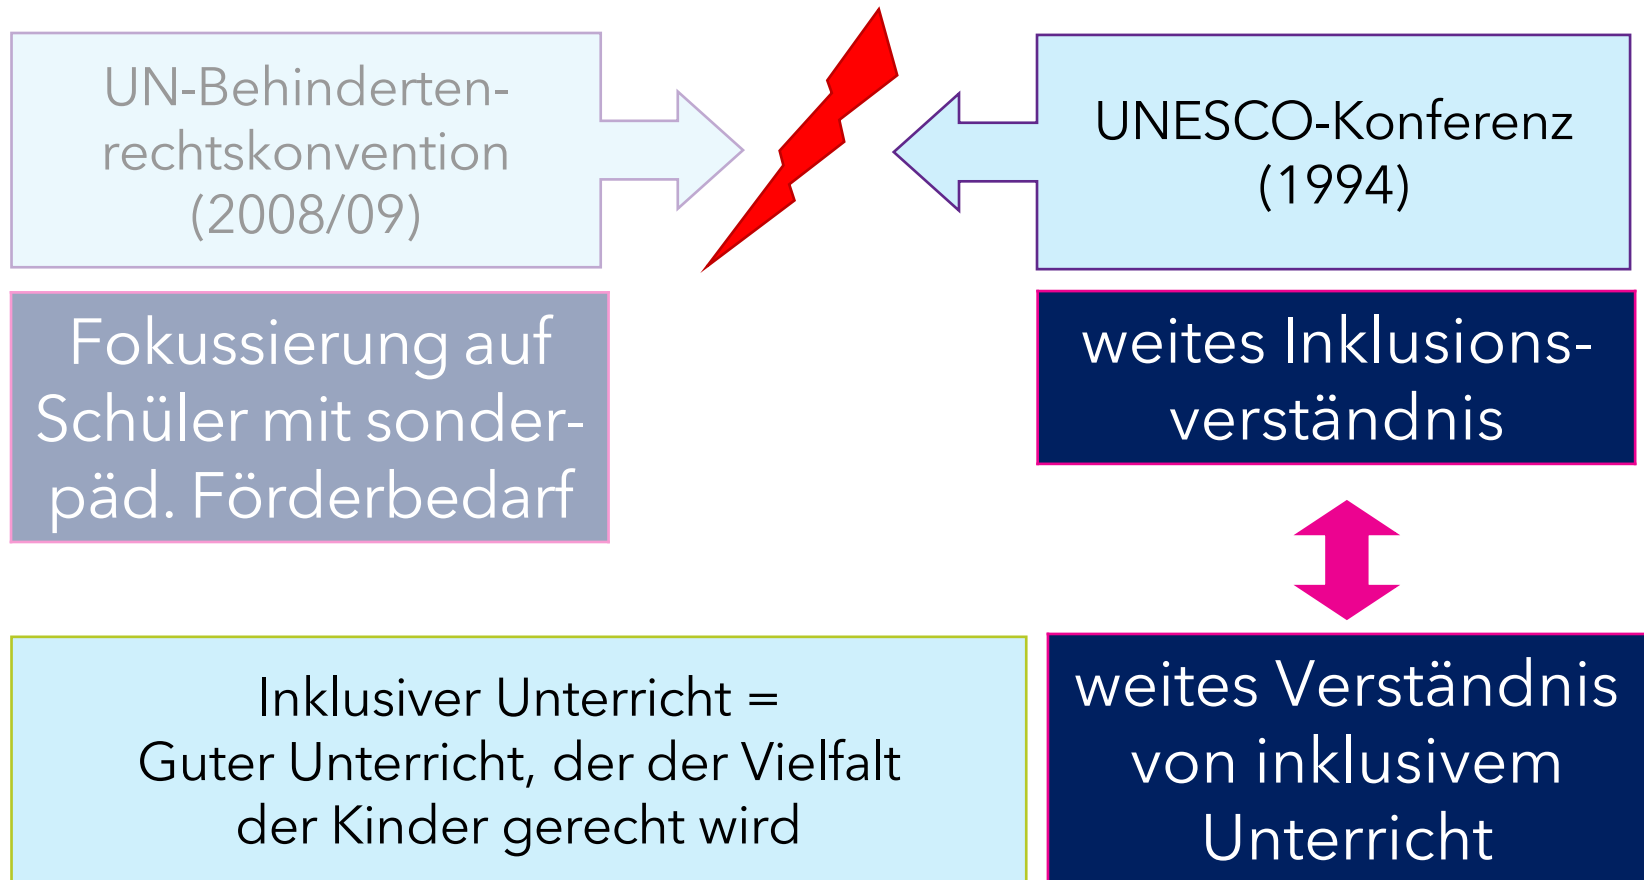 UN-Behinderten-
rechtskonvention
(2008/09)
UNESCO-Konferenz
(1994)
Fokussierung auf
Schüler mit sonder-
päd. Förderbedarf
weites Inklusions-
verständnis
Inklusiver Unterricht =
Guter Unterricht, der der Vielfalt
der Kinder gerecht wird
weites Verständnis
von inklusivem
Unterricht